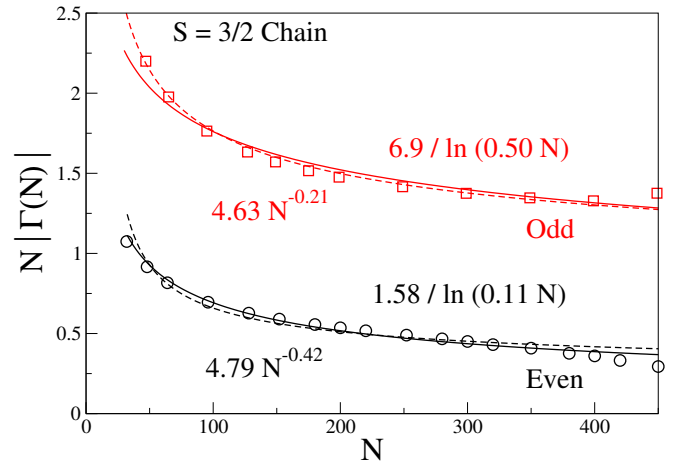 S = 3/2 Chain
2.5
2
1.5
1
0.5
0
N | Γ(N) |
6.9 / ln (0.50 N)
4.63 N^-0.21
Odd
1.58 / ln (0.11 N)
4.79 N^-0.42
Even
0 100 200 300 400
N